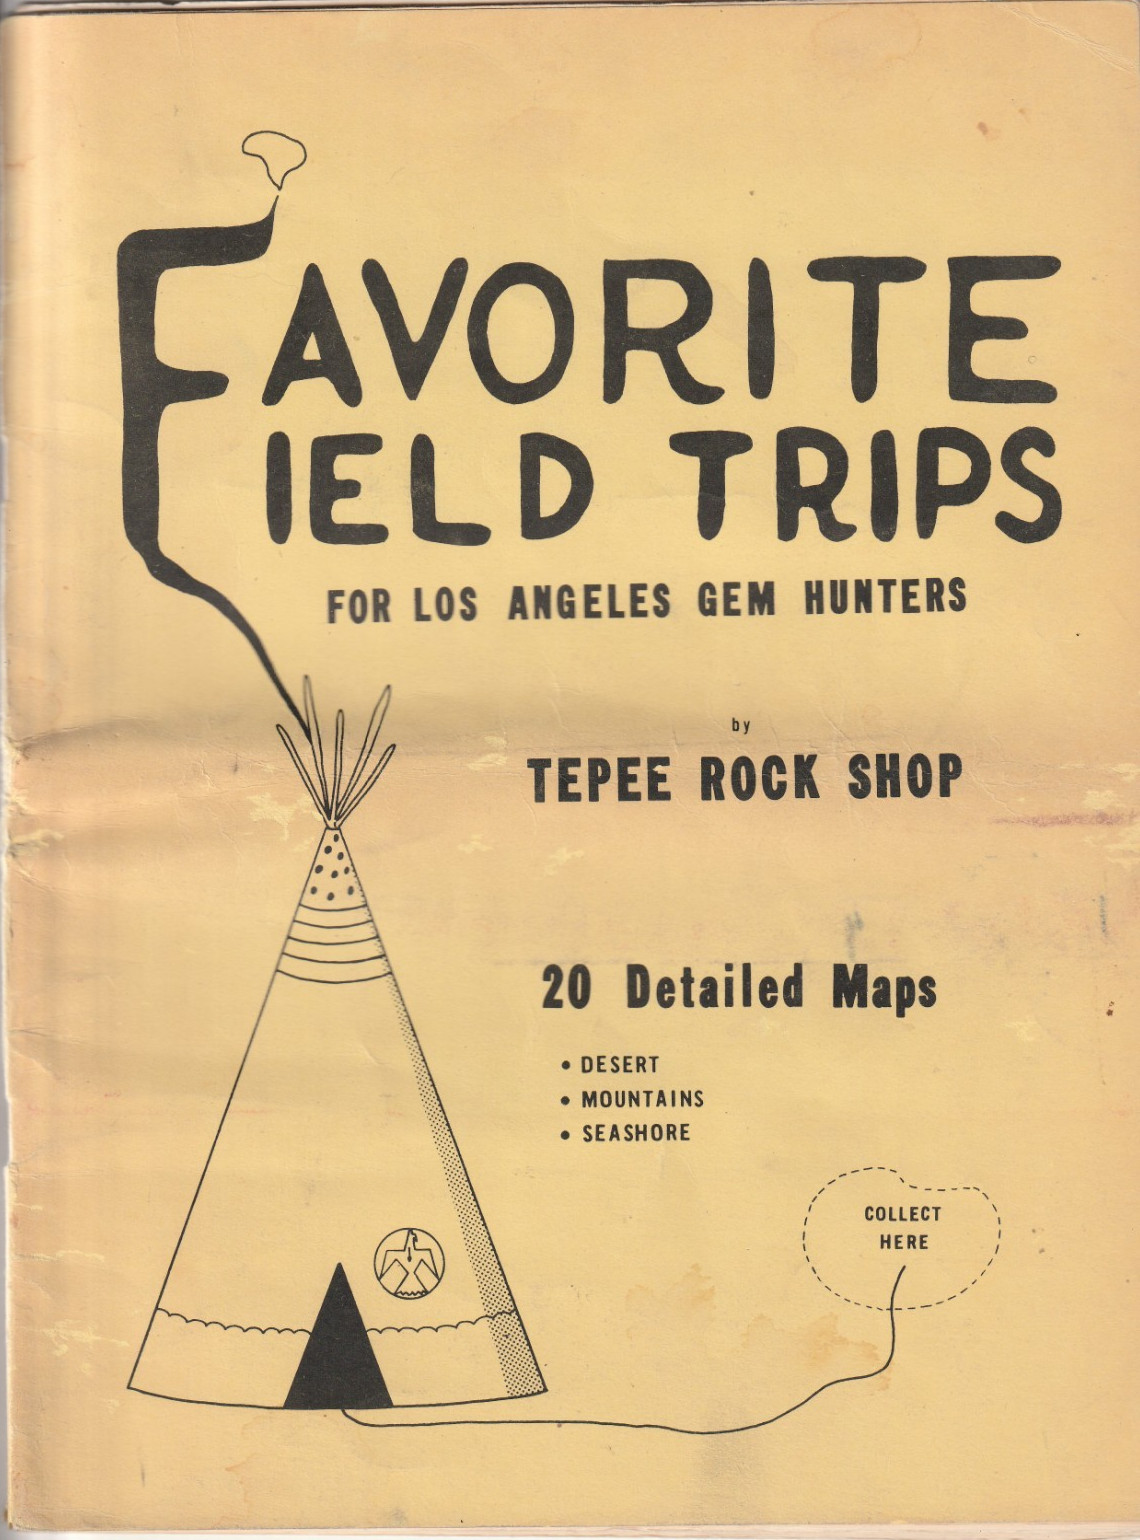 FAVORITE
FIELD TRIPS
FOR LOS ANGELES GEM HUNTERS
by
TEPEE ROCK SHOP
20 Detailed Maps
• DESERT
• MOUNTAINS
• SEASHORE
COLLECT
HERE